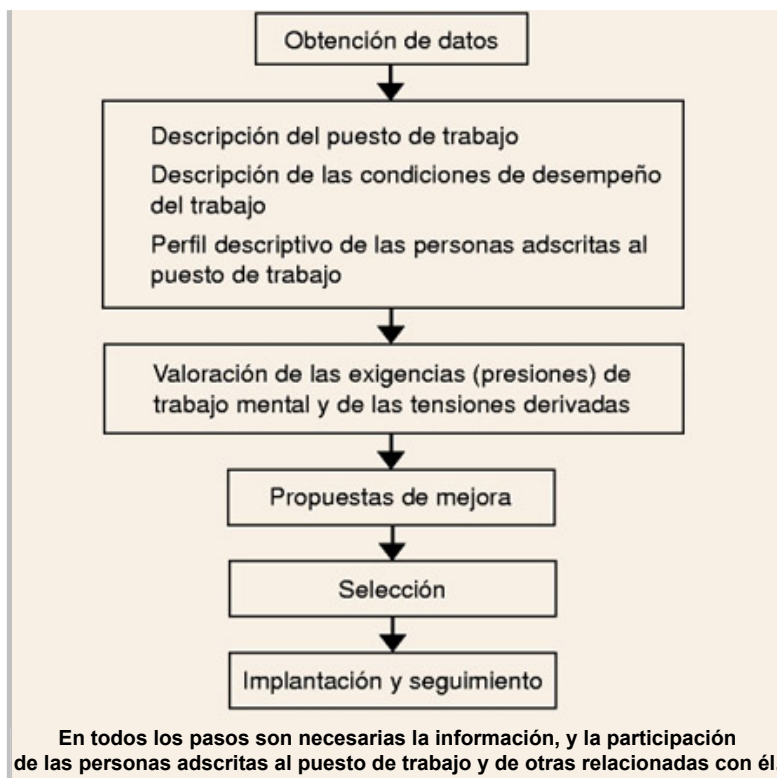 Obtención de datos
Descripción del puesto de trabajo
Descripción de las condiciones de desempeño
del trabajo
Perfil descriptivo de las personas adscritas al
puesto de trabajo
Valoración de las exigencias (presiones) de
trabajo mental y de las tensiones derivadas
Propuestas de mejora
Selección
Implantación y seguimiento
En todos los pasos son necesarias la información, y la participación
de las personas adscritas al puesto de trabajo y de otras relacionadas con él.